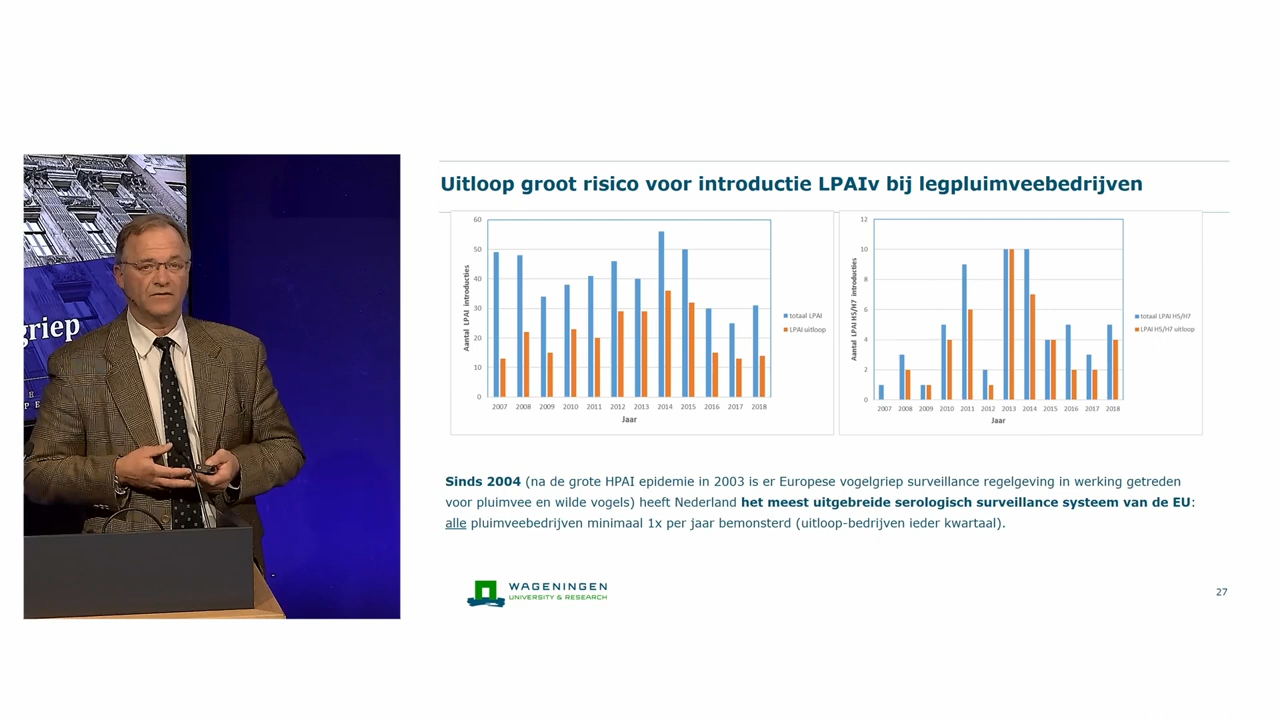 griep
Uitloop groot risico voor introductie LPAIv bij legpluimveebedrijven
Aantal LPAI introducties
60
50
40
30
20
10
0
2007 2008 2009 2010 2011 2012 2013 2014 2015 2016 2017 2018
Jaar
totaal LPAI
LPAI uitloop
Aantal LPAI H5/H7 introducties
12
10
8
6
4
2
0
2007 2008 2009 2010 2011 2012 2013 2014 2015 2016 2017 2018
Jaar
totaal LPAI H5/H7
LPAI H5/H7 uitloop
Sinds 2004 (na de grote HPAI epidemie in 2003 is er Europese vogelgriep surveillance regelgeving in werking getreden
voor pluimvee en wilde vogels) heeft Nederland het meest uitgebreide serologisch surveillance systeem van de EU:
alle pluimveebedrijven minimaal 1x per jaar bemonsterd (uitloop-bedrijven ieder kwartaal).
WAGENINGEN
UNIVERSITY & RESEARCH
27